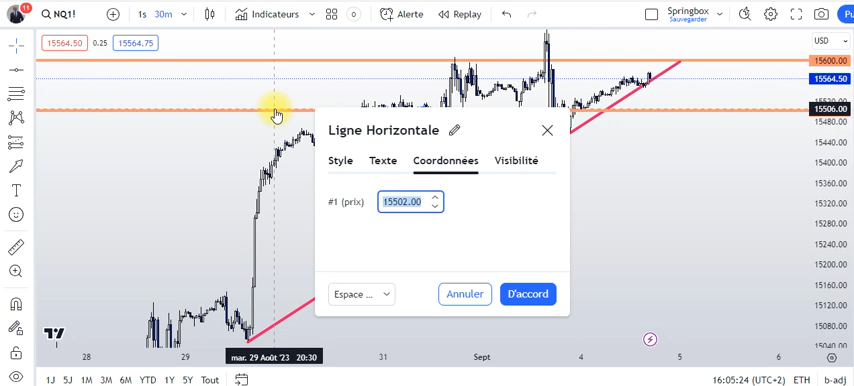 11
NQ1!
1s
30m
Indicateurs
0
Alerte
Replay
Springbox
Sauvegarder
Pu
15564.50
0.25
15564.75
USD
15600.00
15564.50
15506.00
15480.00
15440.00
15400.00
15360.00
15320.00
15280.00
15240.00
15200.00
15160.00
15120.00
15080.00
15040.00
Ligne Horizontale
Style
Texte
Coordonnées
Visibilité
#1 (prix)
15502.00
Espace ...
Annuler
D'accord
28
29
mar. 29 Août '23 20:30
31
Sept
4
5
6
1J 5J 1M 3M 6M YTD 1Y 5Y Tout
16:05:24 (UTC+2)
ETH
b-adj